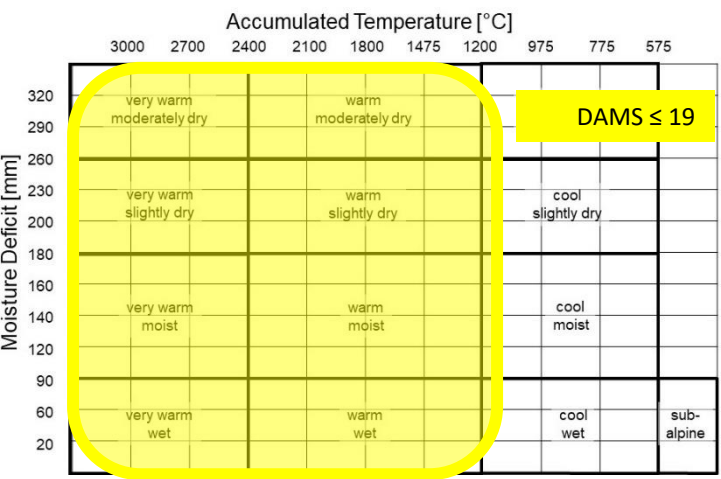 Accumulated Temperature [°C]
3000 2700 2400 2100 1800 1475 1200 975 775 575
Moisture Deficit [mm]
320
290
260
230
200
180
160
140
120
90
60
20
very warm
moderately dry
warm
moderately dry
DAMS ≤ 19
very warm
slightly dry
warm
slightly dry
cool
slightly dry
very warm
moist
warm
moist
cool
moist
very warm
wet
warm
wet
cool
wet
sub-
alpine